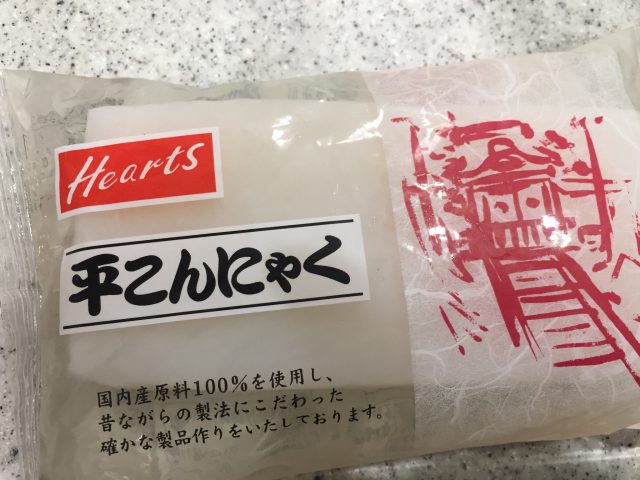 Hearts
平こんにゃく
国内産原料100%を使用し、
昔ながらの製法にこだわった
確かな製品作りをいたしております。